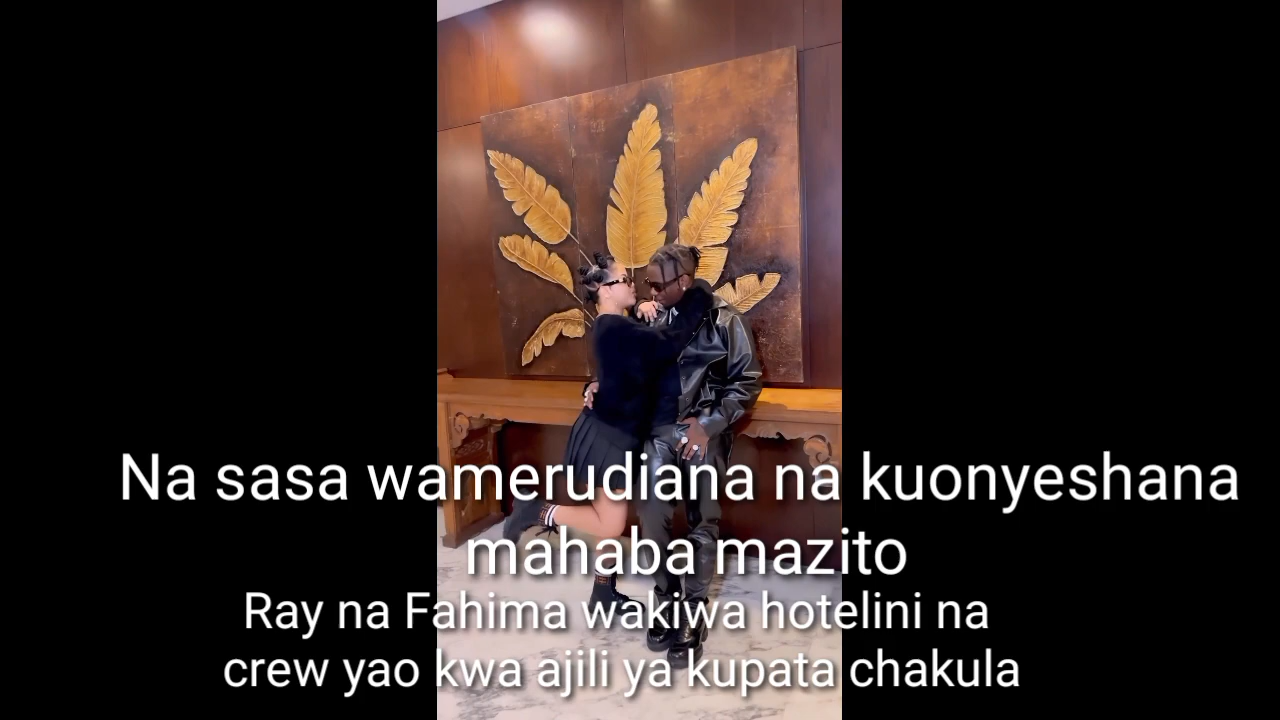 Na sasa wamerudiana na kuonyeshana
mahaba mazito
Ray na Fahima wakiwa hotelini na
crew yao kwa ajili ya kupata chakula